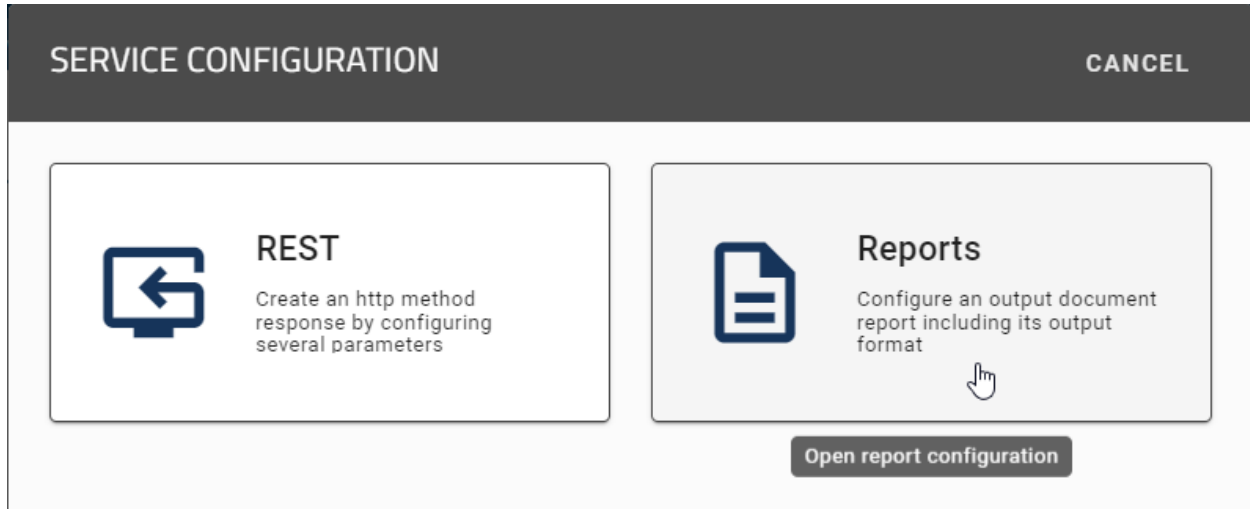 SERVICE CONFIGURATION
CANCEL
REST
Create an http method
response by configuring
several parameters
Reports
Configure an output document
report including its output
format
Open report configuration